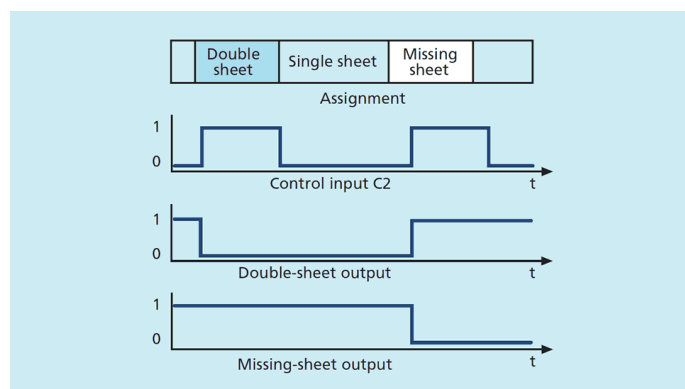 Double
sheet
Single sheet
Missing
sheet
Assignment
1
0
Control input C2
t
1
0
Double-sheet output
t
1
0
Missing-sheet output
t